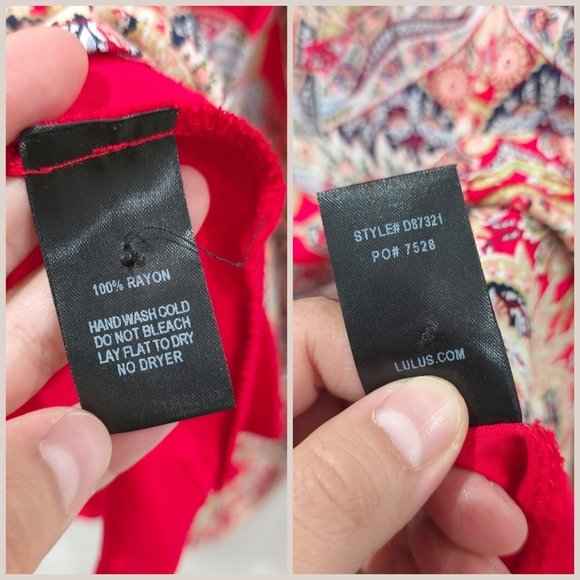 100% RAYON
HAND WASH COLD
DO NOT BLEACH
LAY FLAT TO DRY
NO DRYER
STYLE# D87321
PO# 7528
LULUS.COM